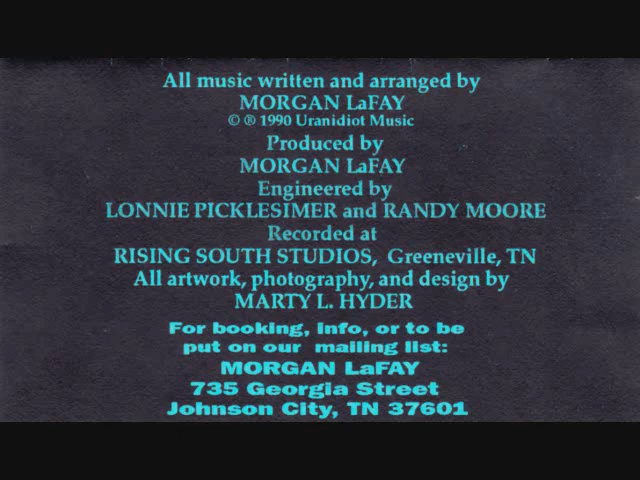 All music written and arranged by
MORGAN LaFAY
© ℗ 1990 Uranidiot Music
Produced by
MORGAN LaFAY
Engineered by
LONNIE PICKLESIMER and RANDY MOORE
Recorded at
RISING SOUTH STUDIOS, Greeneville, TN
All artwork, photography, and design by
MARTY L. HYDER
For booking, info, or to be
put on our mailing list:
MORGAN LaFAY
735 Georgia Street
Johnson City, TN 37601